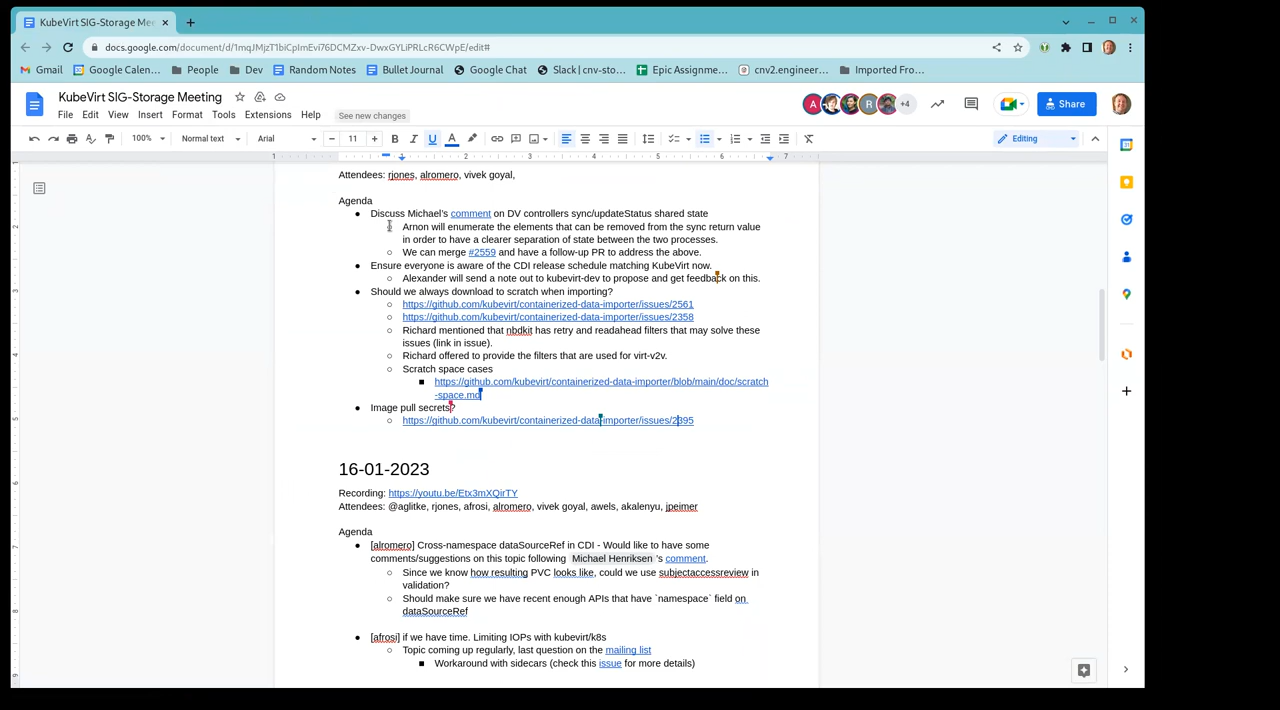 KubeVirt SIG-Storage Mee
docs.google.com/document/d/1mqJMjzT1biCpImEvi76DCMZxv-DwxGYLiPRLcR6CWpE/edit#
Gmail Google Calen... People Dev Random Notes Bullet Journal Google Chat Slack | cnv-sto... Epic Assignme... cnv2.engineer... Imported Fro...
KubeVirt SIG-Storage Meeting
File Edit View Insert Format Tools Extensions Help See new changes
A R +4 Share
100% Normal text Arial 11 Editing
1 1 2 3 4 5 6 7
Attendees: rjones, alromero, vivek goyal,
Agenda
● Discuss Michael's comment on DV controllers sync/updateStatus shared state
○ Arnon will enumerate the elements that can be removed from the sync return value
in order to have a clearer separation of state between the two processes.
○ We can merge #2559 and have a follow-up PR to address the above.
● Ensure everyone is aware of the CDI release schedule matching KubeVirt now.
○ Alexander will send a note out to kubevirt-dev to propose and get feedback on this.
● Should we always download to scratch when importing?
○ https://github.com/kubevirt/containerized-data-importer/issues/2561
○ https://github.com/kubevirt/containerized-data-importer/issues/2358
○ Richard mentioned that nbdkit has retry and readahead filters that may solve these
issues (link in issue).
○ Richard offered to provide the filters that are used for virt-v2v.
○ Scratch space cases
■ https://github.com/kubevirt/containerized-data-importer/blob/main/doc/scratch
-space.md
● Image pull secrets?
○ https://github.com/kubevirt/containerized-data-importer/issues/2395
16-01-2023
Recording: https://youtu.be/Etx3mXQirTY
Attendees: @aglitke, rjones, afrosi, alromero, vivek goyal, awels, akalenyu, jpeimer
Agenda
● [alromero] Cross-namespace dataSourceRef in CDI - Would like to have some
comments/suggestions on this topic following Michael Henriksen 's comment.
○ Since we know how resulting PVC looks like, could we use subjectaccessreview in
validation?
○ Should make sure we have recent enough APIs that have `namespace` field on
dataSourceRef
● [afrosi] if we have time. Limiting IOPs with kubevirt/k8s
○ Topic coming up regularly, last question on the mailing list
■ Workaround with sidecars (check this issue for more details)